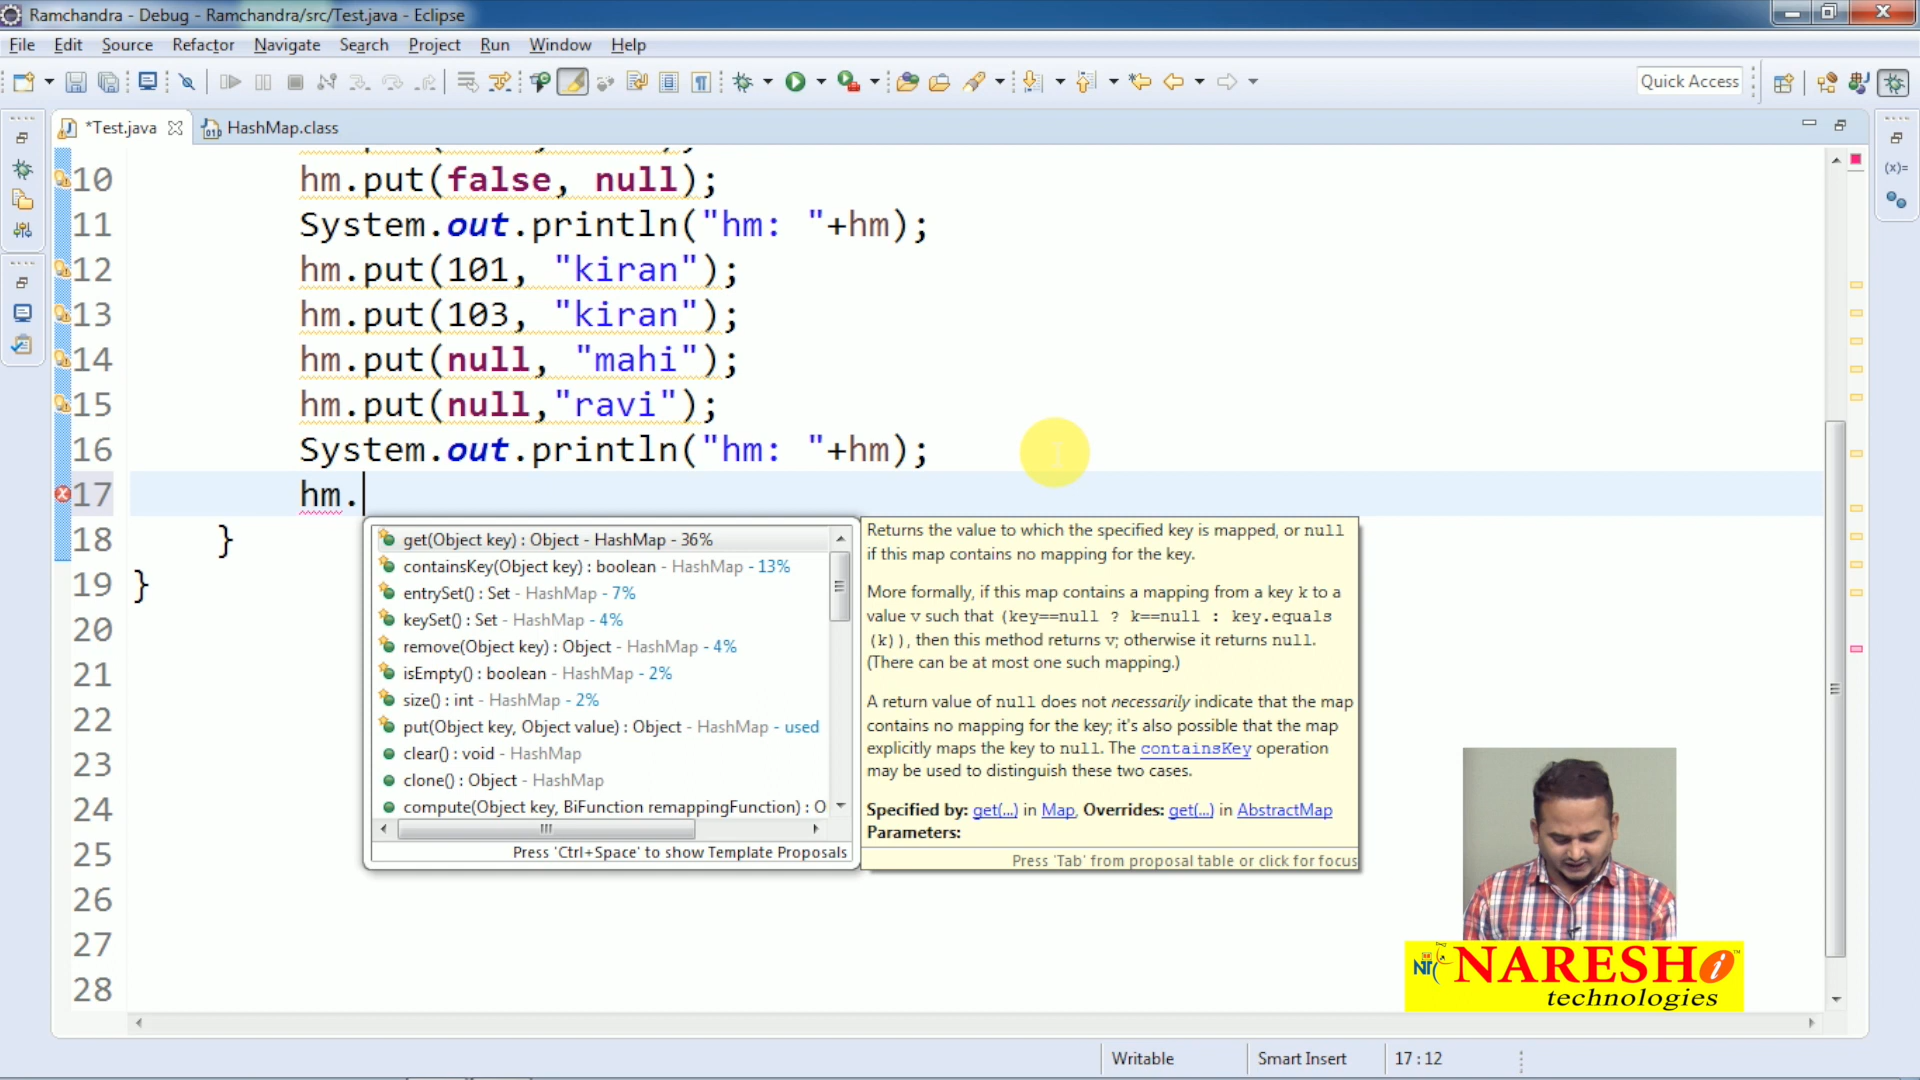 Ramchandra - Debug - Ramchandra/src/Test.java - Eclipse
File Edit Source Refactor Navigate Search Project Run Window Help
Quick Access
*Test.java HashMap.class
10 hm.put(false, null);
11 System.out.println("hm: "+hm);
12 hm.put(101, "kiran");
13 hm.put(103, "kiran");
14 hm.put(null, "mahi");
15 hm.put(null,"ravi");
16 System.out.println("hm: "+hm);
17 hm.
18 }
19 }
20
21
22
23
24
25
26
27
28
get(Object key) : Object - HashMap - 36%
containsKey(Object key) : boolean - HashMap - 13%
entrySet() : Set - HashMap - 7%
keySet() : Set - HashMap - 4%
remove(Object key) : Object - HashMap - 4%
isEmpty() : boolean - HashMap - 2%
size() : int - HashMap - 2%
put(Object key, Object value) : Object - HashMap - used
clear() : void - HashMap
clone() : Object - HashMap
compute(Object key, BiFunction remappingFunction) : O
Press 'Ctrl+Space' to show Template Proposals
Returns the value to which the specified key is mapped, or null
if this map contains no mapping for the key.
More formally, if this map contains a mapping from a key k to a
value v such that (key==null ? k==null : key.equals
(k)), then this method returns v; otherwise it returns null.
(There can be at most one such mapping.)
A return value of null does not necessarily indicate that the map
contains no mapping for the key; it's also possible that the map
explicitly maps the key to null. The containsKey operation
may be used to distinguish these two cases.
Specified by: get(...) in Map, Overrides: get(...) in AbstractMap
Parameters:
Press 'Tab' from proposal table or click for focus
NARESH i
technologies
Writable Smart Insert 17 : 12